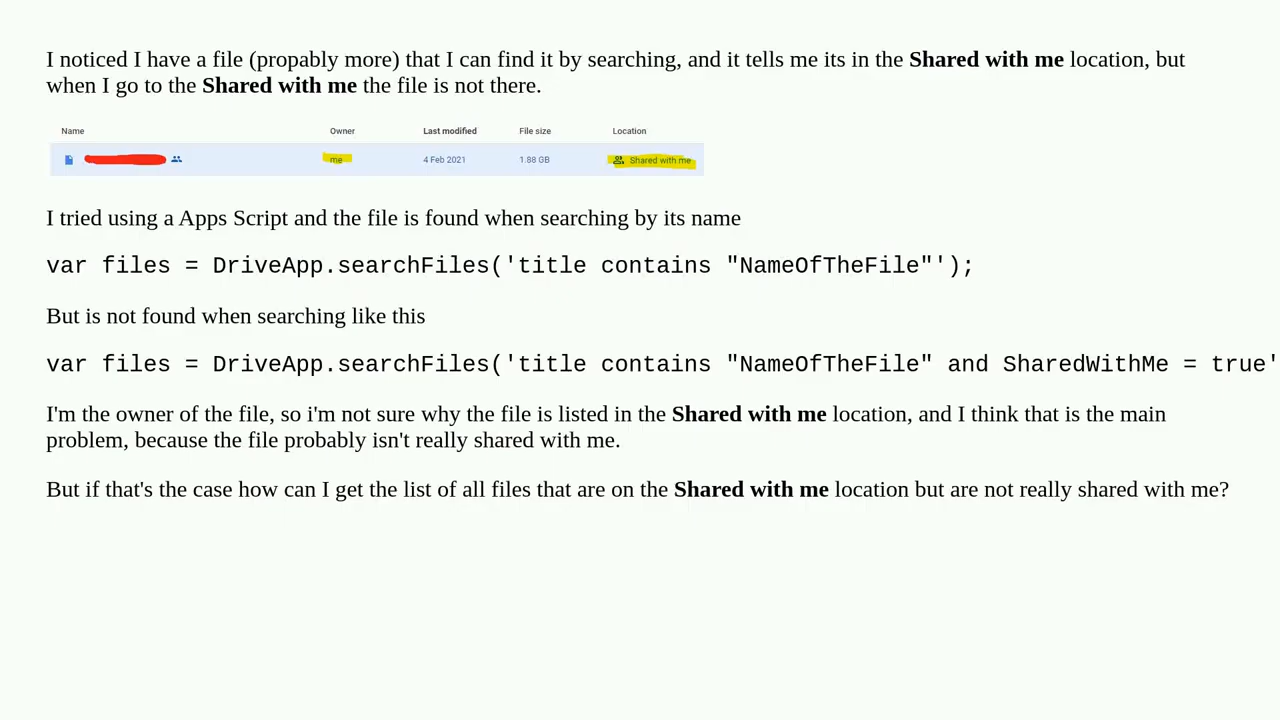 I noticed I have a file (propably more) that I can find it by searching, and it tells me its in the Shared with me location, but
when I go to the Shared with me the file is not there.
Name Owner Last modified File size Location
me 4 Feb 2021 1.88 GB Shared with me
I tried using a Apps Script and the file is found when searching by its name
var files = DriveApp.searchFiles('title contains "NameOfTheFile"');
But is not found when searching like this
var files = DriveApp.searchFiles('title contains "NameOfTheFile" and SharedWithMe = true'
I'm the owner of the file, so i'm not sure why the file is listed in the Shared with me location, and I think that is the main
problem, because the file probably isn't really shared with me.
But if that's the case how can I get the list of all files that are on the Shared with me location but are not really shared with me?